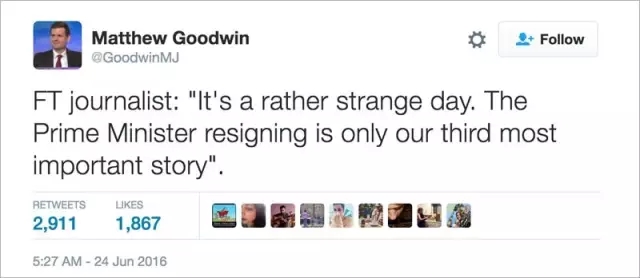 Matthew Goodwin
@GoodwinMJ
Follow
FT journalist: "It's a rather strange day. The
Prime Minister resigning is only our third most
important story".
RETWEETS LIKES
2,911 1,867
5:27 AM - 24 Jun 2016